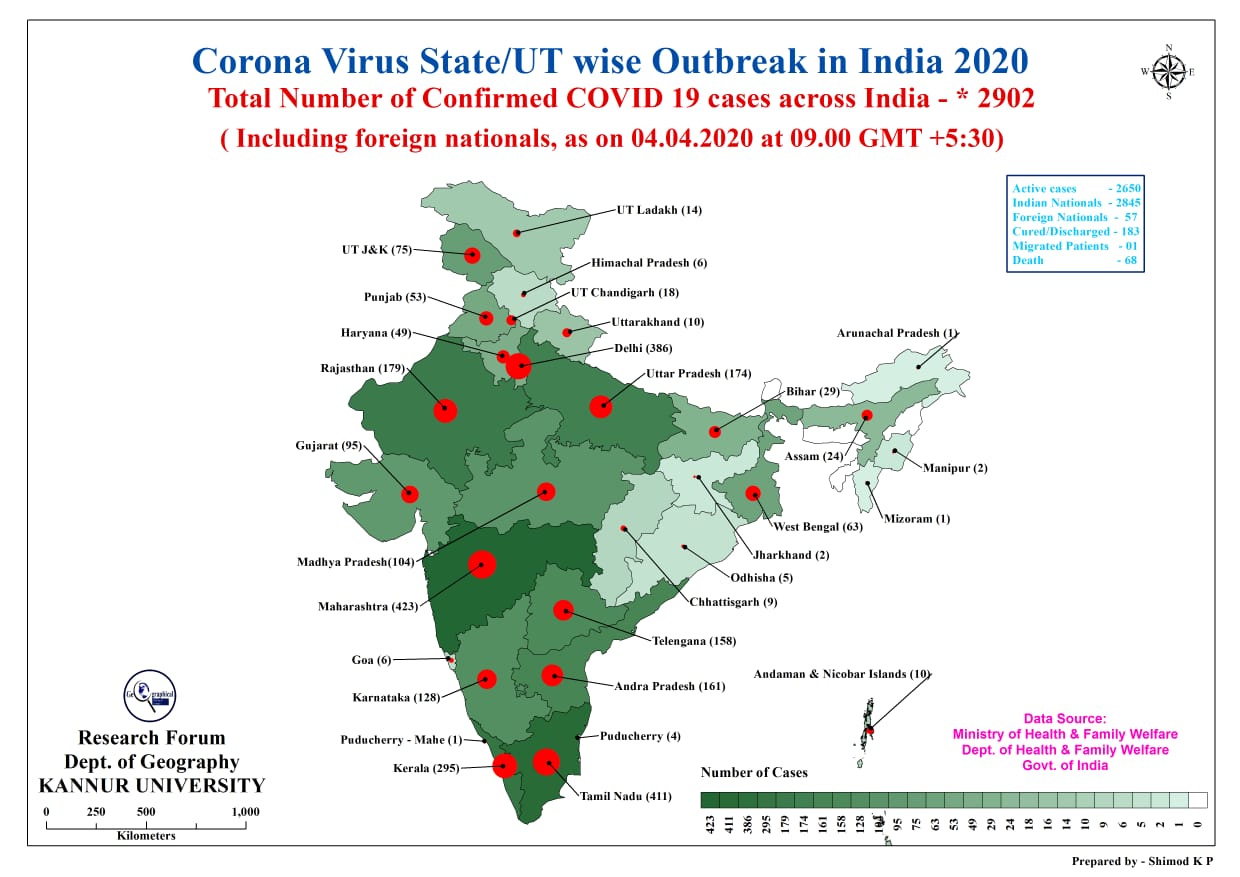 Corona Virus State/UT wise Outbreak in India 2020
Total Number of Confirmed COVID 19 cases across India - * 2902
( Including foreign nationals, as on 04.04.2020 at 09.00 GMT +5:30)
N
W E
S
Active cases - 2650
Indian Nationals - 2845
Foreign Nationals - 57
Cured/Discharged - 183
Migrated Patients - 01
Death - 68
UT Ladakh (14)
UT J&K (75)
Himachal Pradesh (6)
UT Chandigarh (18)
Punjab (53)
Uttarakhand (10)
Haryana (49)
Arunachal Pradesh (1)
Delhi (386)
Rajasthan (179)
Uttar Pradesh (174)
Bihar (29)
Gujarat (95)
Assam (24)
Manipur (2)
Mizoram (1)
West Bengal (63)
Jharkhand (2)
Madhya Pradesh(104)
Odhisha (5)
Chhattisgarh (9)
Maharashtra (423)
Telengana (158)
Goa (6)
Andaman & Nicobar Islands (10)
Andra Pradesh (161)
Karnataka (128)
Puducherry - Mahe (1)
Puducherry (4)
Kerala (295)
Tamil Nadu (411)
Geographical
Research Forum
Dept. of Geography
KANNUR UNIVERSITY
0 250 500 1,000
Kilometers
Data Source:
Ministry of Health & Family Welfare
Dept. of Health & Family Welfare
Govt. of India
Number of Cases
423 411 386 295 179 174 161 158 128 104 95 75 63 53 49 29 24 18 16 14 10 9 6 5 2 1 0
Prepared by - Shimod K P